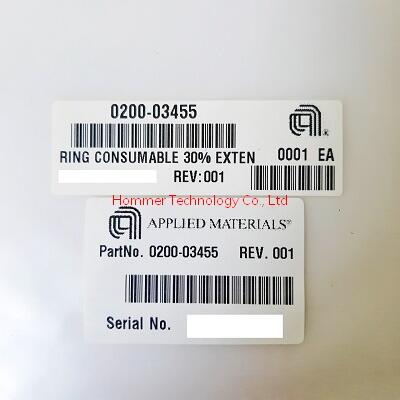 0200-03455
RING CONSUMABLE 30% EXTEN 0001 EA
REV:001
Hommer Technology Co., Ltd
APPLIED MATERIALS®
PartNo. 0200-03455 REV. 001
Serial No.